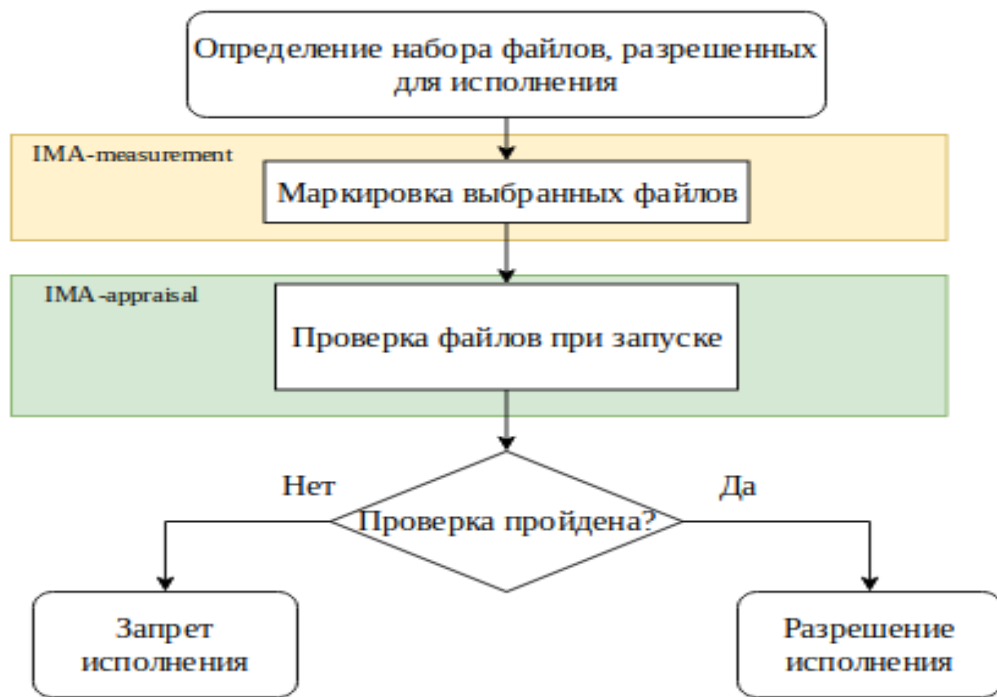 Определение набора файлов, разрешенных
для исполнения
IMA-measurement
Маркировка выбранных файлов
IMA-appraisal
Проверка файлов при запуске
Нет
Да
Проверка пройдена?
Запрет
исполнения
Разрешение
исполнения